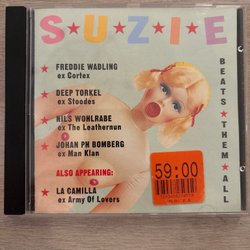 S★U★Z★I★E
★ FREDDIE WADLING
ex Cortex
★ DEEP TORKEL
ex Stoodes
★ NILS WOHLRABE
ex The Leathernun
★ JOHAN PM BOMBERG
ex Man Klan
ALSO APPEARING:
★ LA CAMILLA
ex Army Of Lovers
BEATS★THEM★ALL
59:00